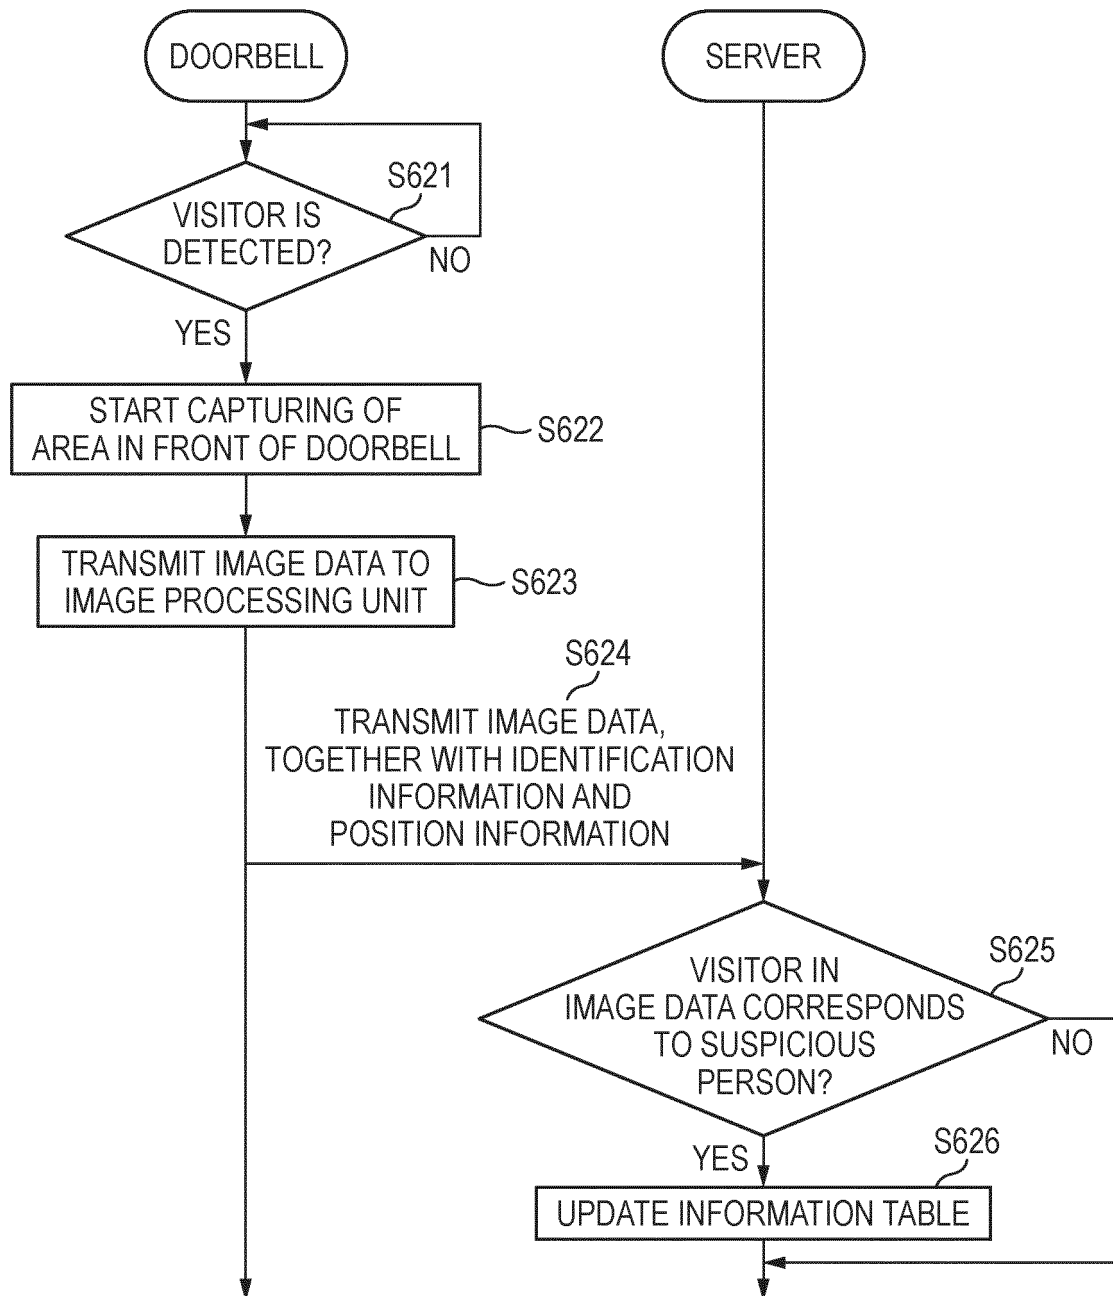 DOORBELL
SERVER
S621
VISITOR IS
DETECTED?
NO
YES
START CAPTURING OF
AREA IN FRONT OF DOORBELL
S622
TRANSMIT IMAGE DATA TO
IMAGE PROCESSING UNIT
S623
S624
TRANSMIT IMAGE DATA,
TOGETHER WITH IDENTIFICATION
INFORMATION AND
POSITION INFORMATION
S625
VISITOR IN
IMAGE DATA CORRESPONDS
TO SUSPICIOUS
PERSON?
NO
YES
S626
UPDATE INFORMATION TABLE